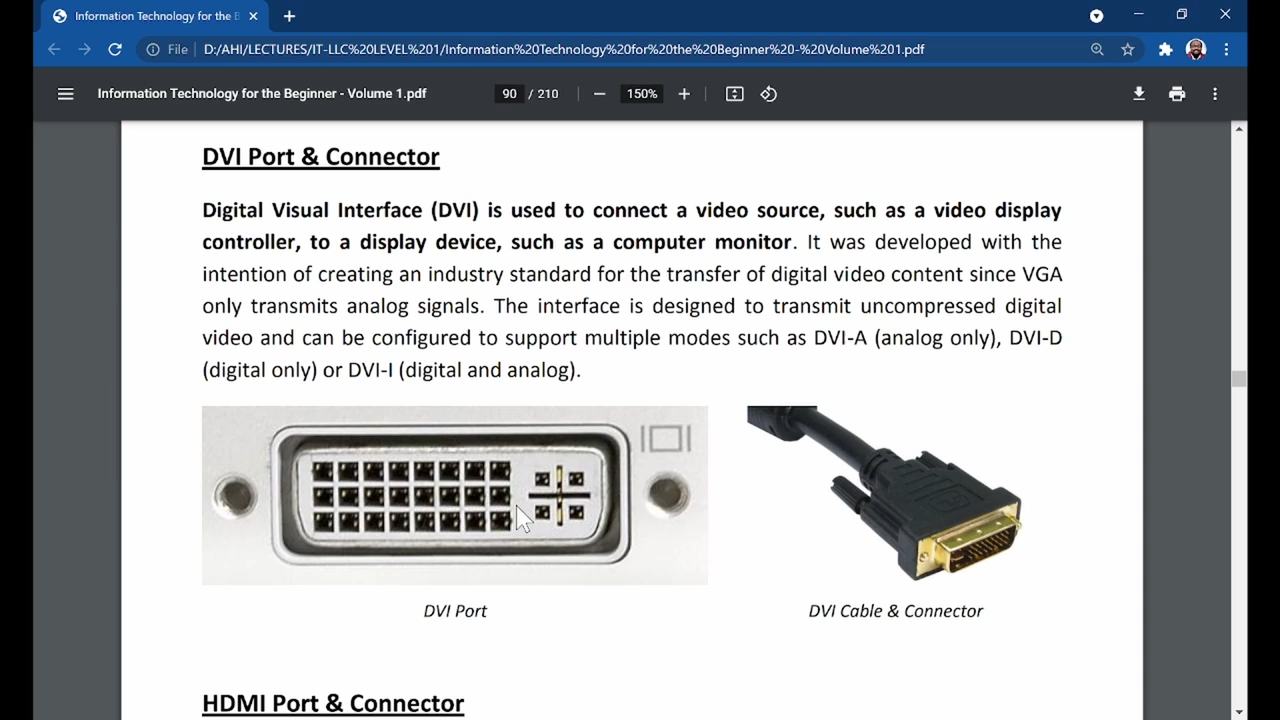 Information Technology for the B
File
D:/AHI/LECTURES/IT-LLC%20LEVEL%201/Information%20Technology%20for%20the%20Beginner%20-%20Volume%201.pdf
Information Technology for the Beginner - Volume 1.pdf
90 / 210
150%
DVI Port & Connector
Digital Visual Interface (DVI) is used to connect a video source, such as a video display
controller, to a display device, such as a computer monitor. It was developed with the
intention of creating an industry standard for the transfer of digital video content since VGA
only transmits analog signals. The interface is designed to transmit uncompressed digital
video and can be configured to support multiple modes such as DVI-A (analog only), DVI-D
(digital only) or DVI-I (digital and analog).
DVI Port
DVI Cable & Connector
HDMI Port & Connector